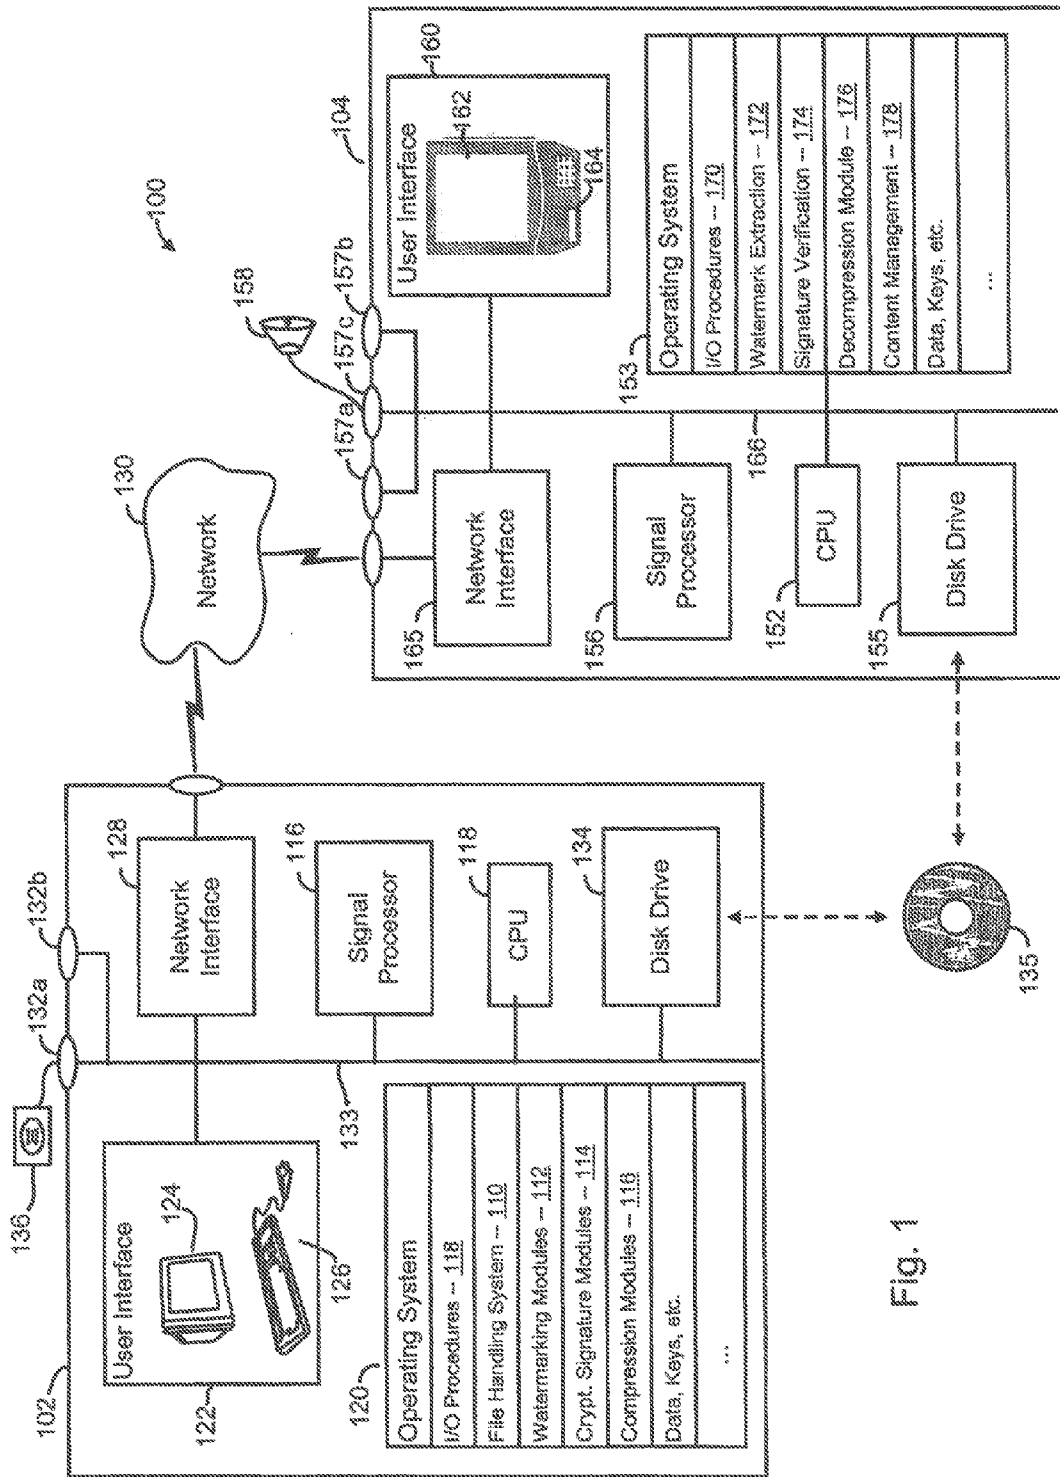 100
102
136
132a
132b
User Interface
124
126
122
128
Network
Interface
116
Signal
Processor
118
CPU
134
Disk Drive
133
120
Operating System
I/O Procedures -- 118
File Handling System -- 110
Watermarking Modules -- 112
Crypt. Signature Modules -- 114
Compression Modules -- 116
Data, Keys, etc.
...
130
Network
135
104
158
157a
157c
157b
165
Network
Interface
156
Signal
Processor
152
CPU
155
Disk Drive
166
User Interface
160
162
164
153
Operating System
I/O Procedures -- 170
Watermark Extraction -- 172
Signature Verification -- 174
Decompression Module -- 176
Content Management -- 178
Data, Keys, etc.
...
Fig. 1